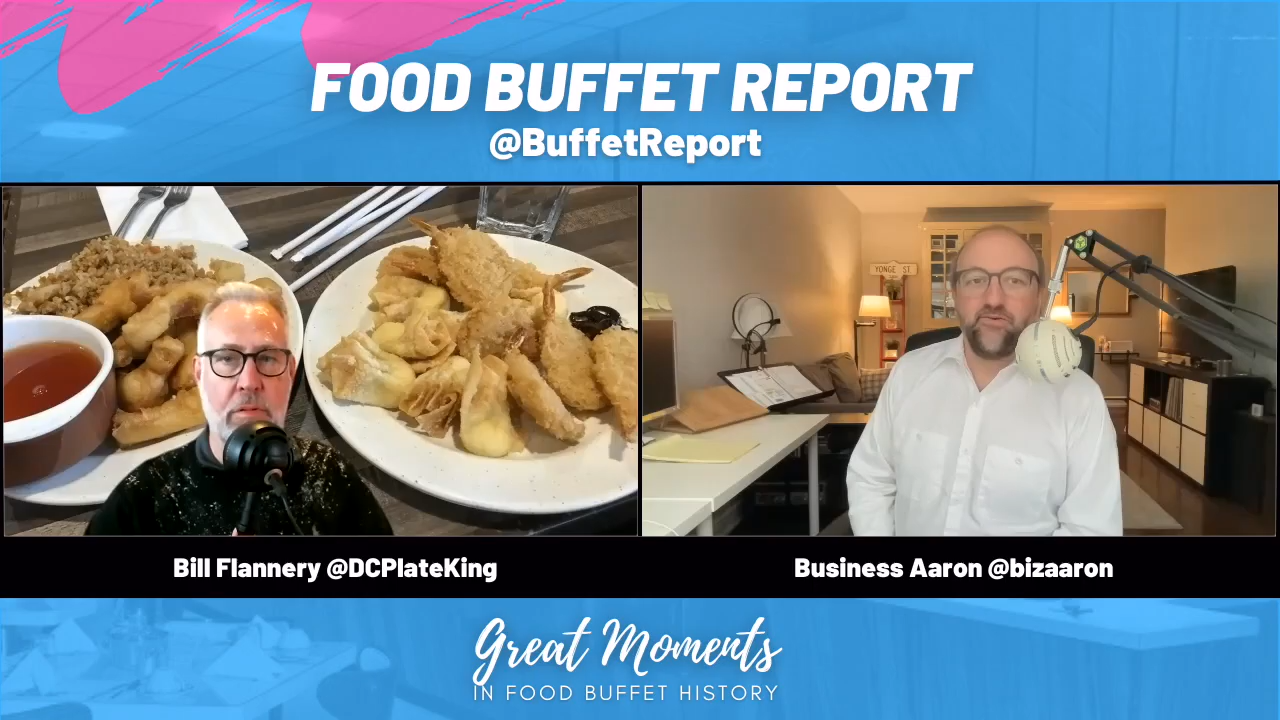 FOOD BUFFET REPORT
@BuffetReport
YONGE ST.
Bill Flannery @DCPlateKing
Business Aaron @bizaaron
Great Moments
IN FOOD BUFFET HISTORY